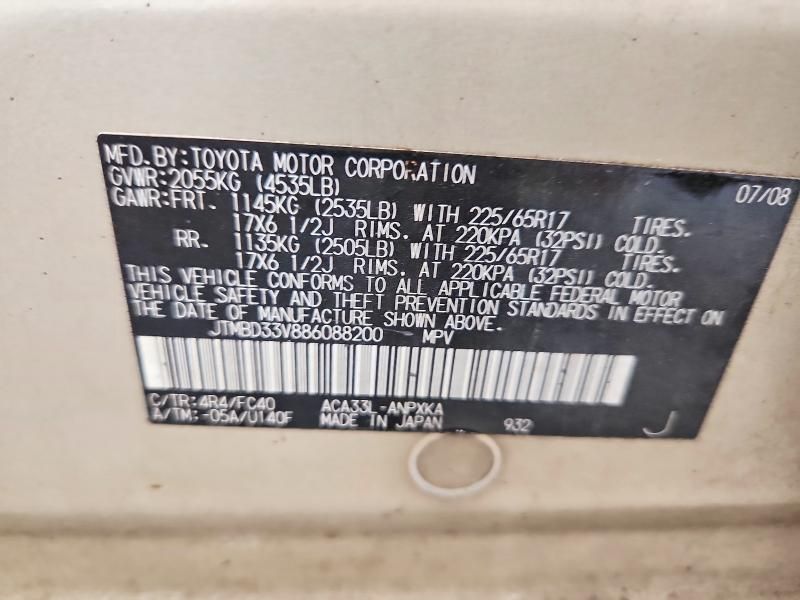 MFD. BY: TOYOTA MOTOR CORPORATION 07/08
GVWR: 2055KG (4535LB)
GAWR: FRT. 1145KG (2535LB) WITH 225/65R17 TIRES.
17X6 1/2J RIMS. AT 220KPA (32PSI) COLD.
RR. 1135KG (2505LB) WITH 225/65R17 TIRES.
17X6 1/2J RIMS. AT 220KPA (32PSI) COLD.
THIS VEHICLE CONFORMS TO ALL APPLICABLE FEDERAL MOTOR
VEHICLE SAFETY AND THEFT PREVENTION STANDARDS IN EFFECT ON
THE DATE OF MANUFACTURE SHOWN ABOVE.
JTMBD33V886088200 MPV
C/TR: 4R4/FC40 ACA33L-ANPXKA
A/TM: -05A/U140F MADE IN JAPAN 932 J